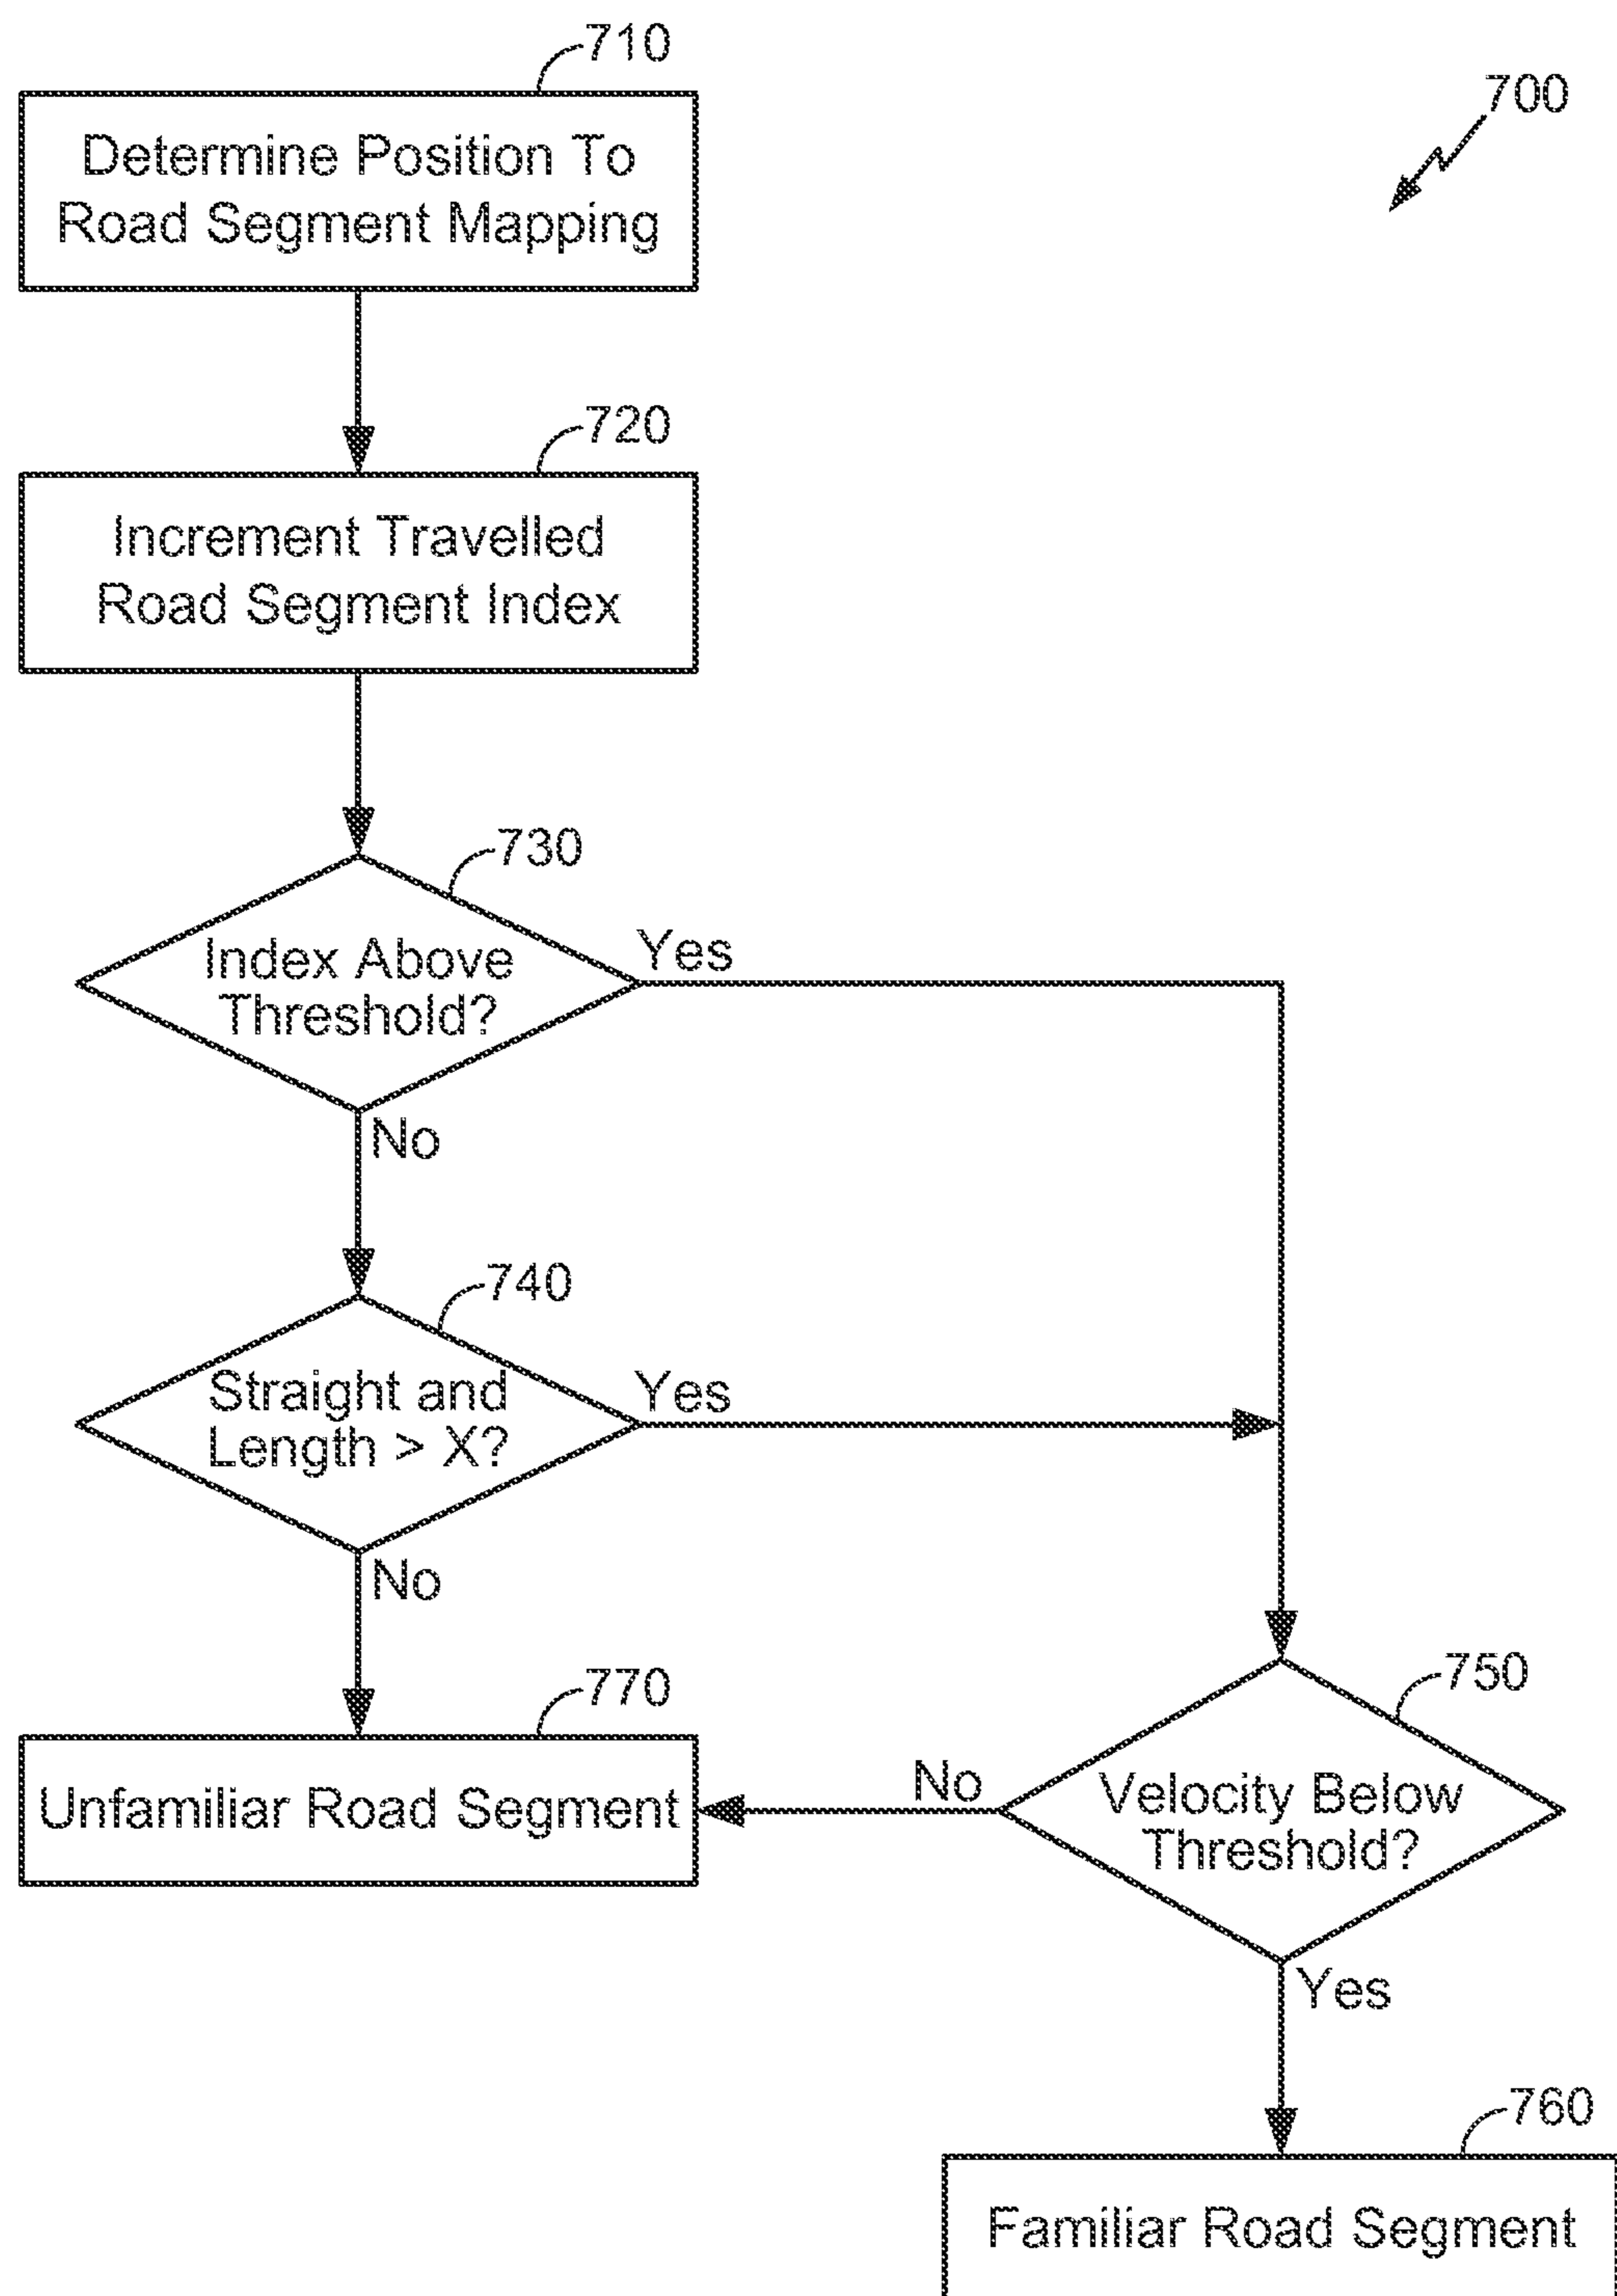 710
700
Determine Position To
Road Segment Mapping
720
Increment Travelled
Road Segment Index
730
Index Above
Threshold?
Yes
No
740
Straight and
Length > X?
Yes
No
770
Unfamiliar Road Segment
750
Velocity Below
Threshold?
No
Yes
760
Familiar Road Segment